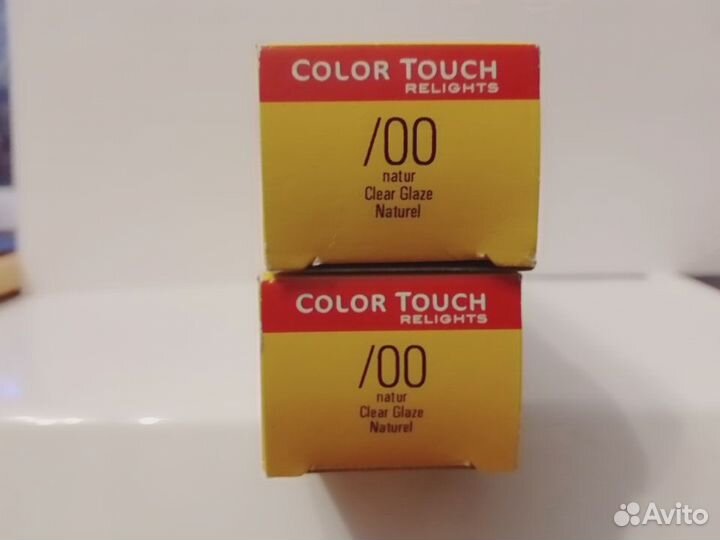 COLOR TOUCH
RELIGHTS
/00
natur
Clear Glaze
Naturel
COLOR TOUCH
RELIGHTS
/00
natur
Clear Glaze
Naturel
Avito